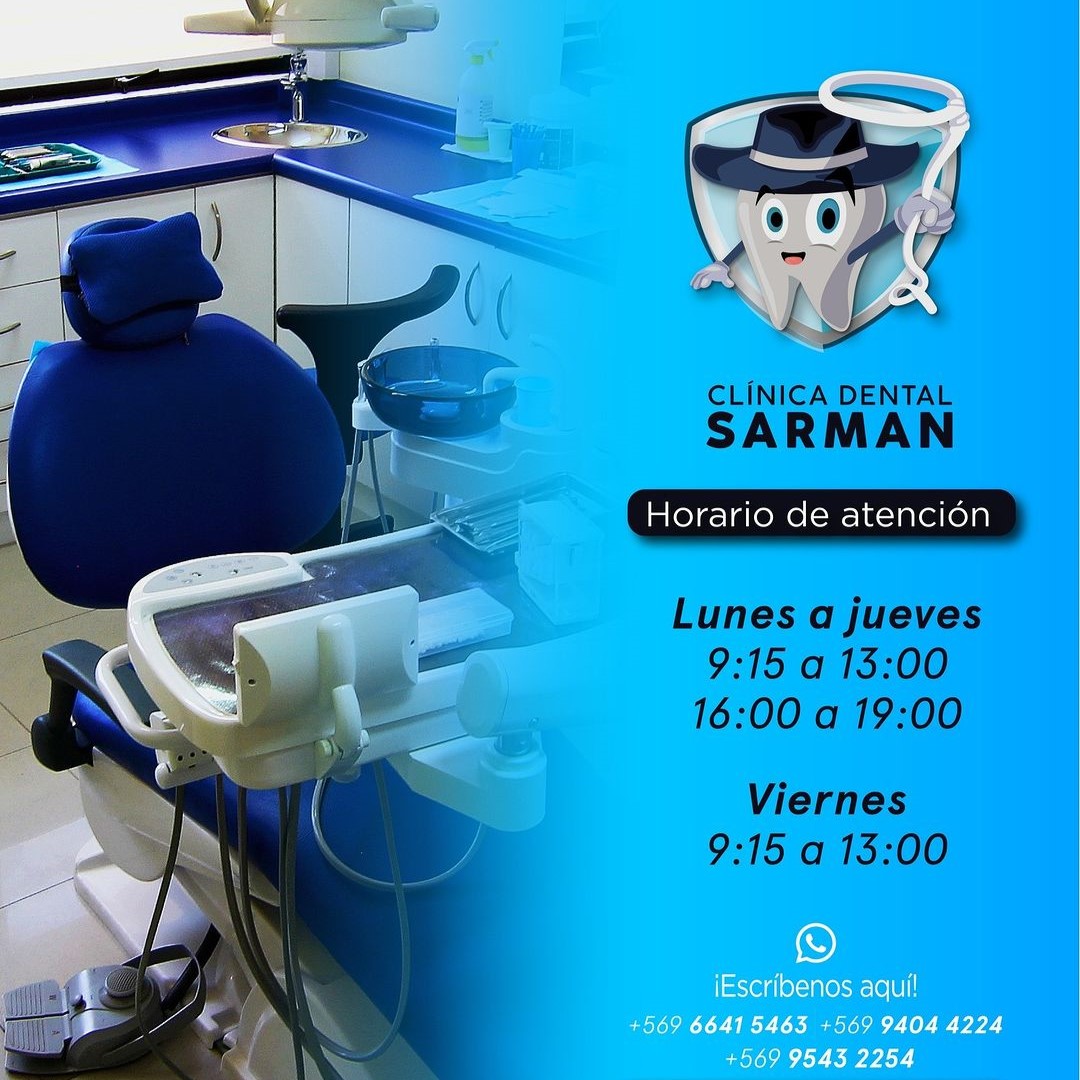 CLÍNICA DENTAL
SARMAN
Horario de atención
Lunes a jueves
9:15 a 13:00
16:00 a 19:00
Viernes
9:15 a 13:00
¡Escríbenos aquí!
+569 6641 5463 +569 9404 4224
+569 9543 2254